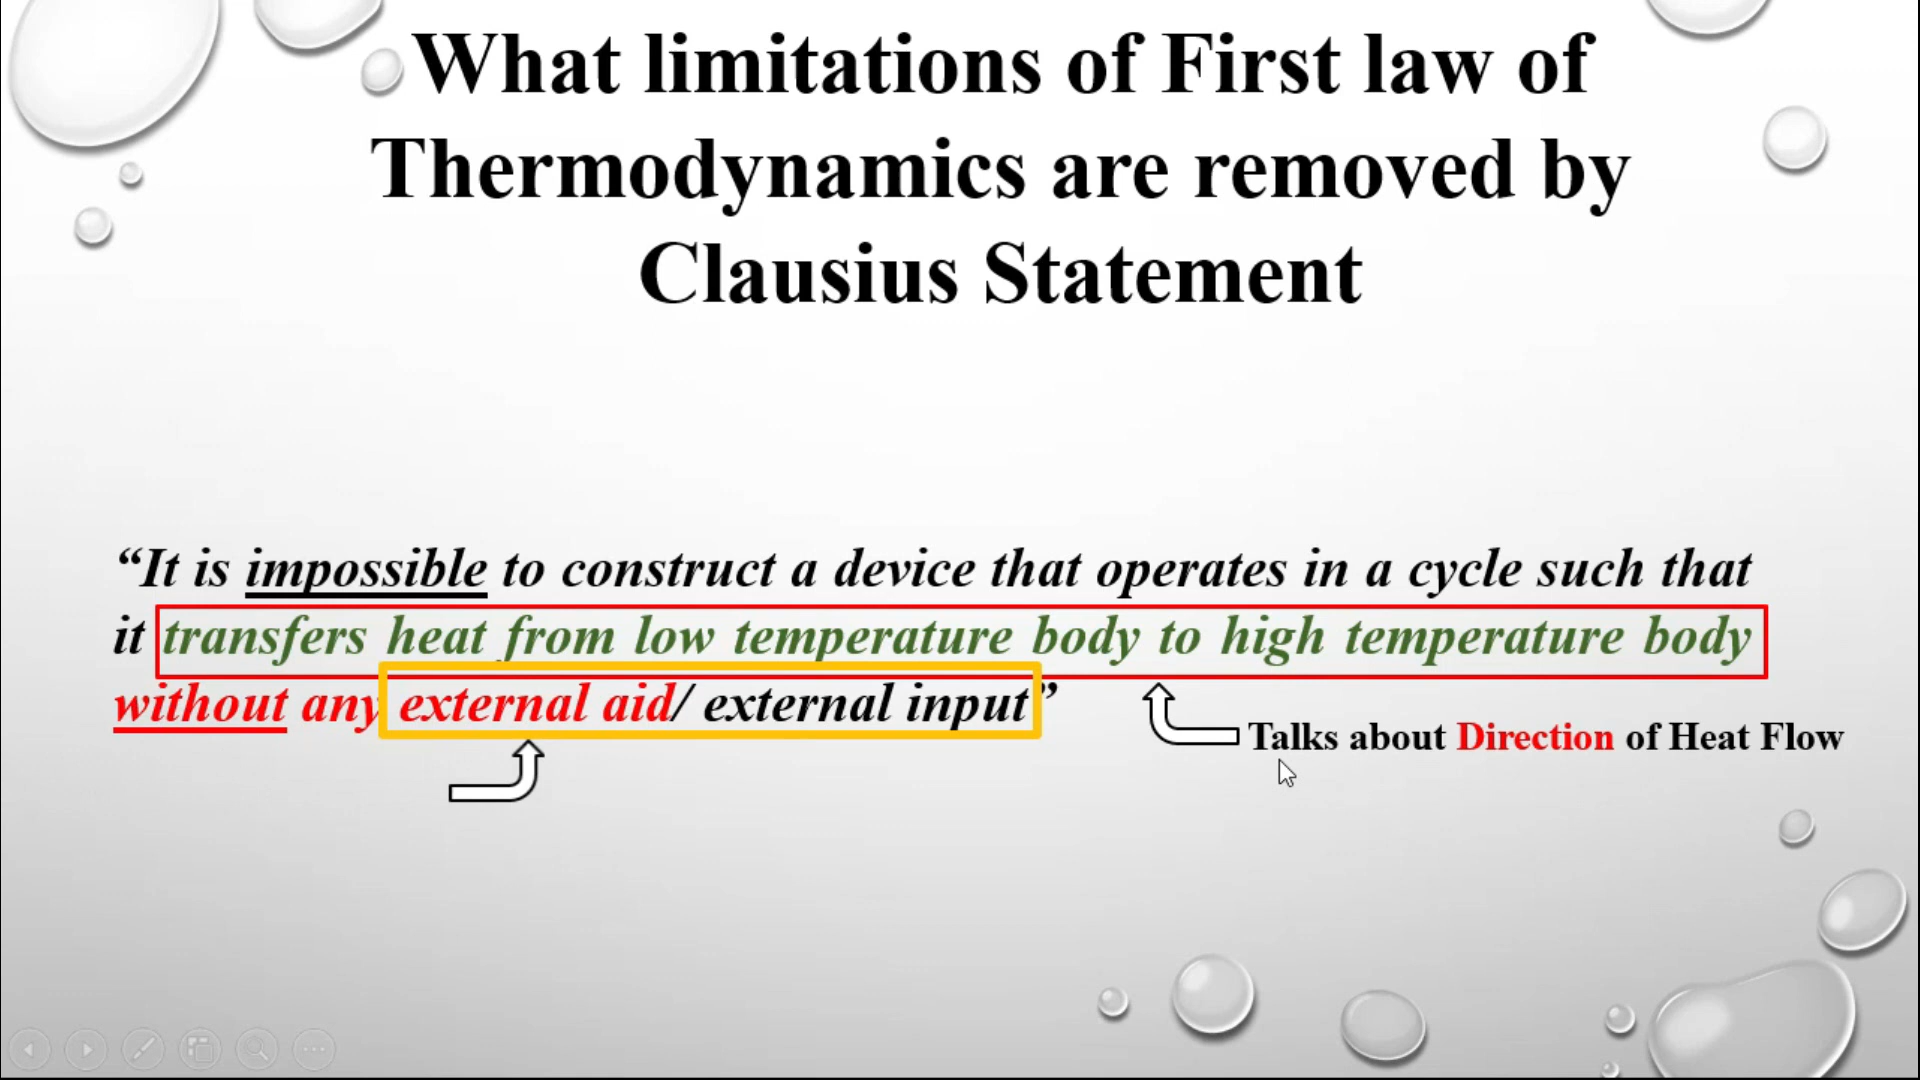 What limitations of First law of
Thermodynamics are removed by
Clausius Statement
“It is impossible to construct a device that operates in a cycle such that
it transfers heat from low temperature body to high temperature body
without any external aid/ external input”
Talks about Direction of Heat Flow